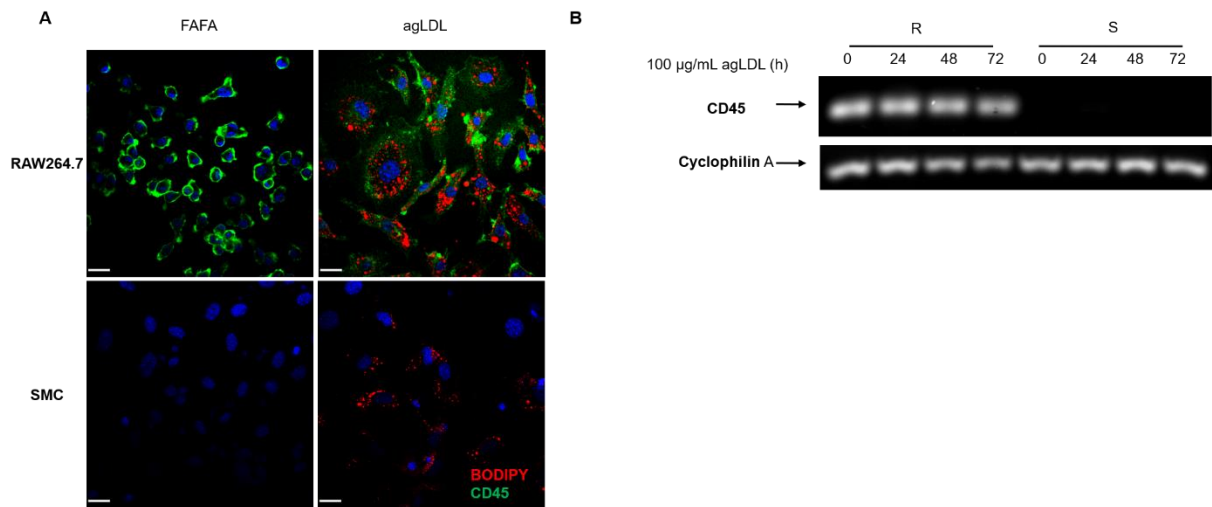 A
FAFA
agLDL
RAW264.7
SMC
BODIPY
CD45
B
R
S
100 µg/mL agLDL (h)
0 24 48 72 0 24 48 72
CD45
Cyclophilin A